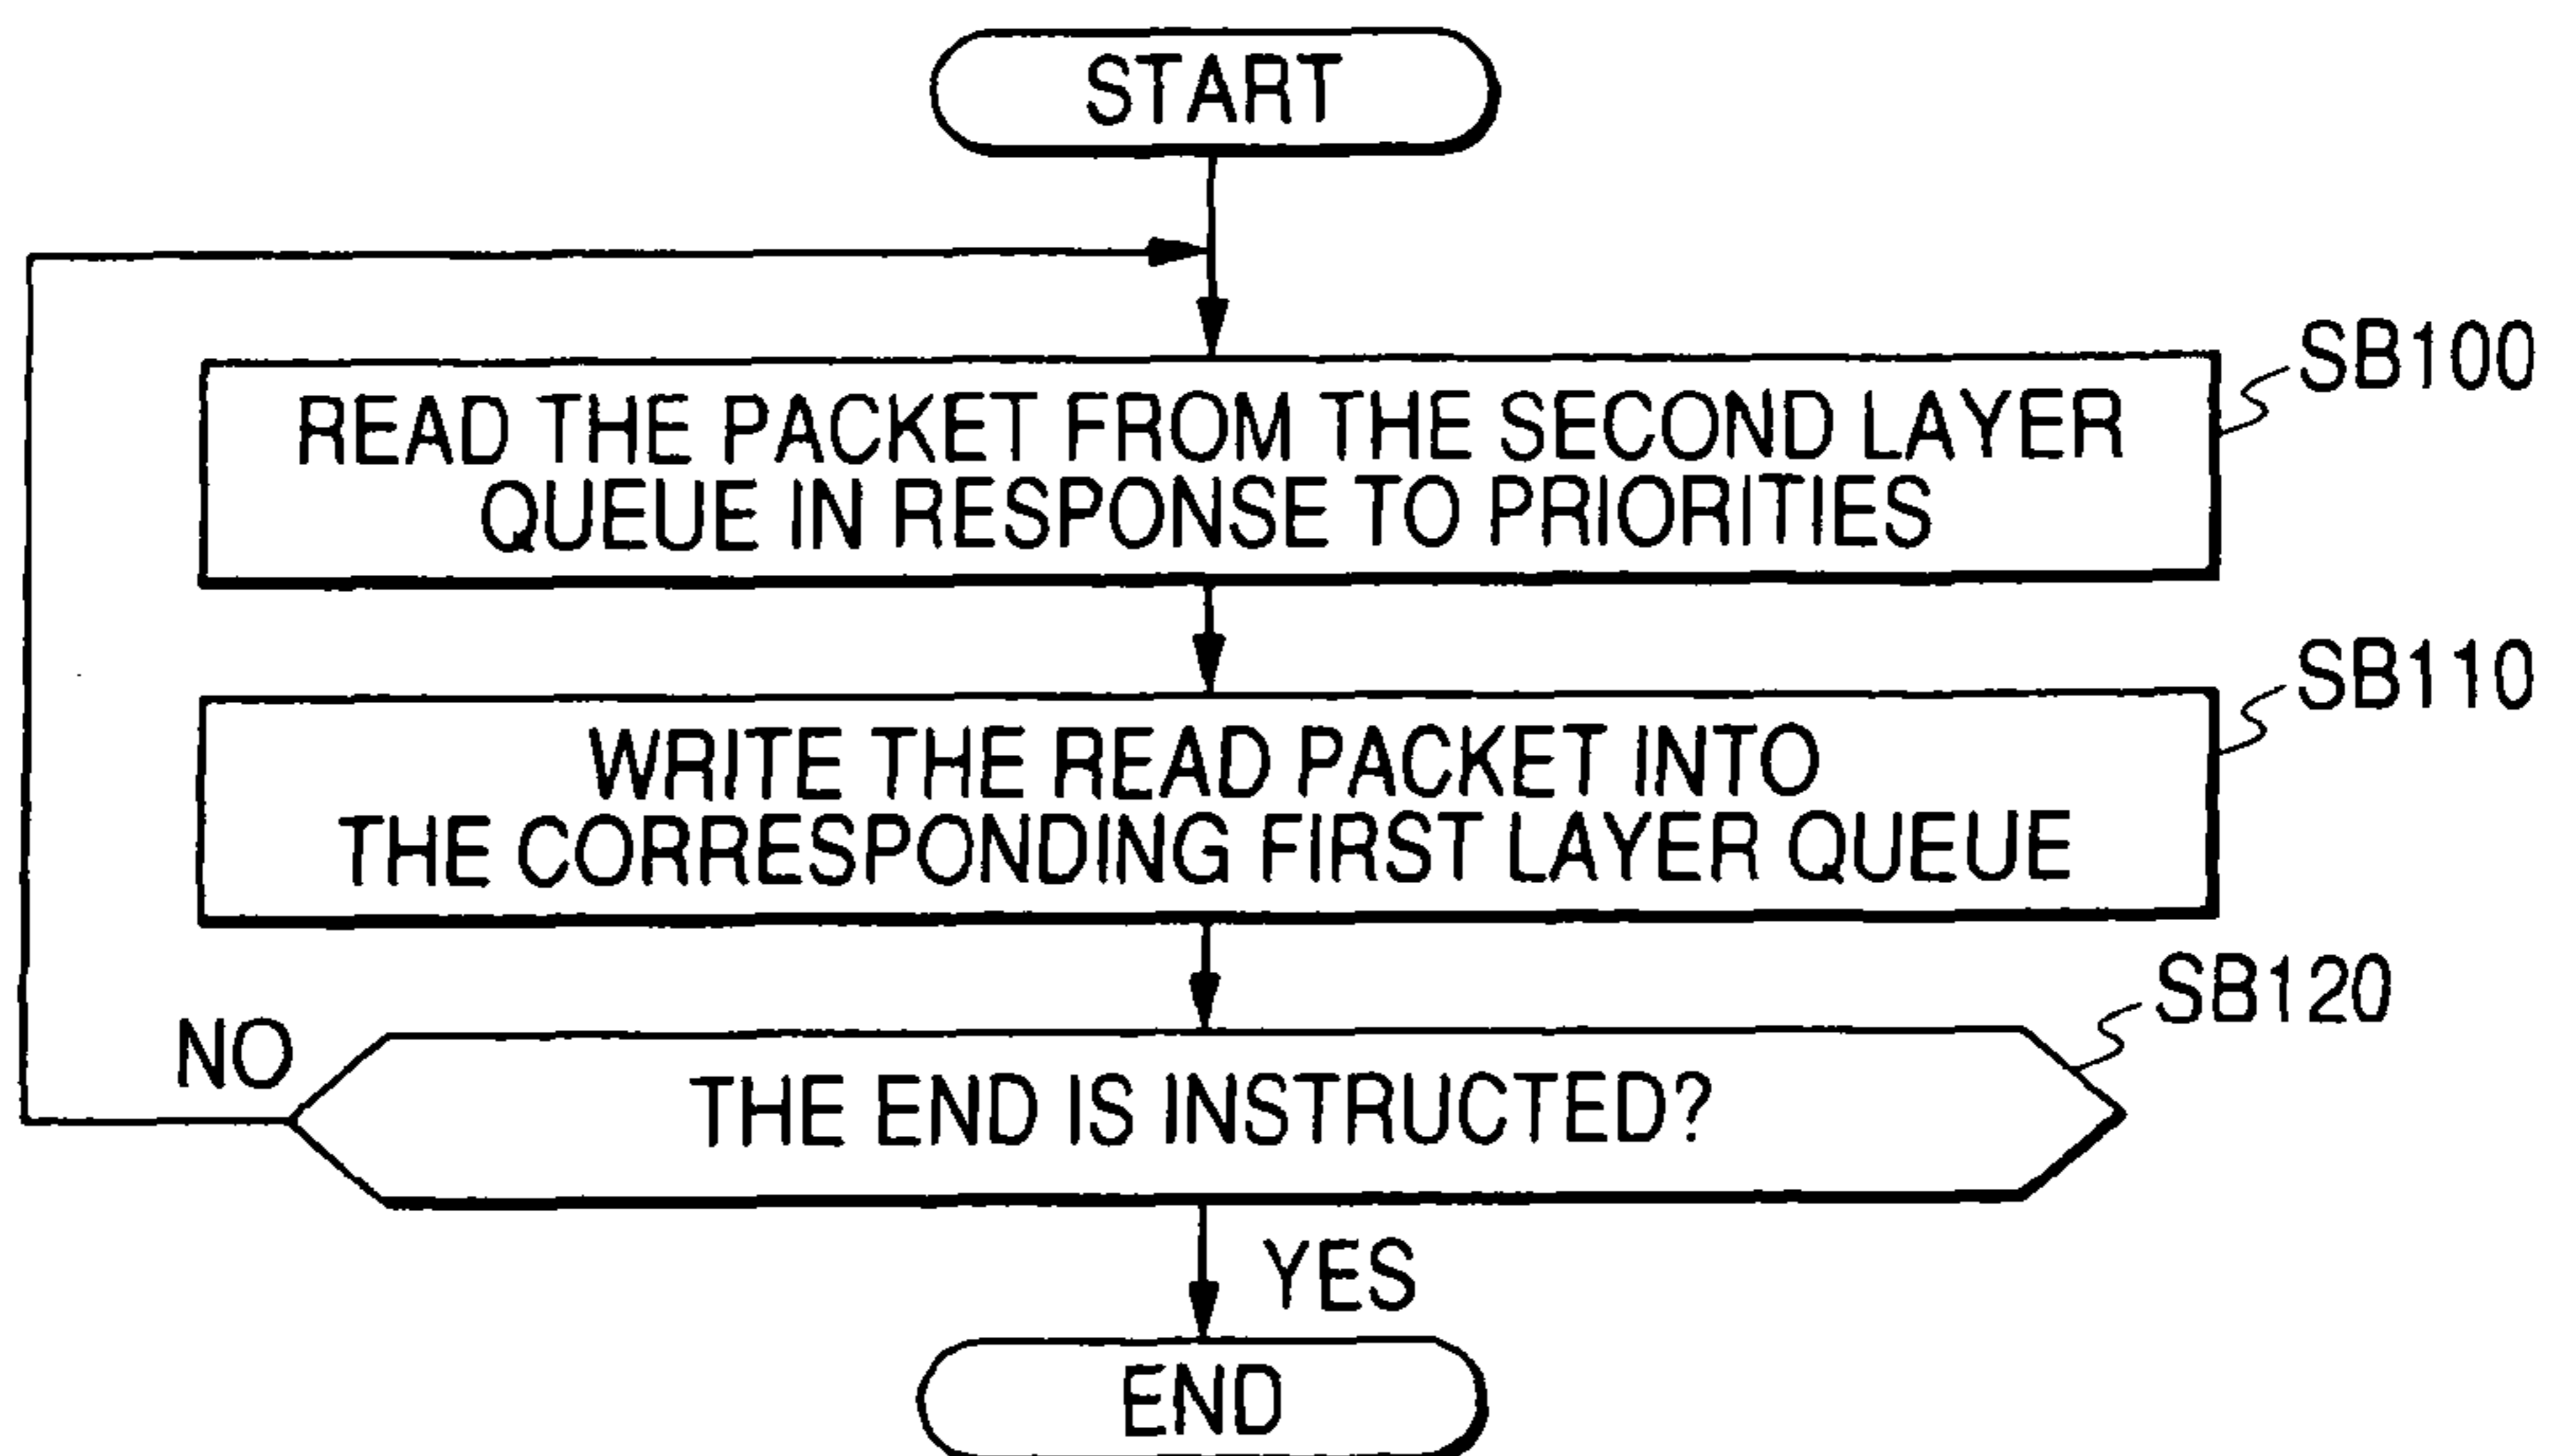 START
SB100
READ THE PACKET FROM THE SECOND LAYER
QUEUE IN RESPONSE TO PRIORITIES
SB110
WRITE THE READ PACKET INTO
THE CORRESPONDING FIRST LAYER QUEUE
SB120
NO
THE END IS INSTRUCTED?
YES
END